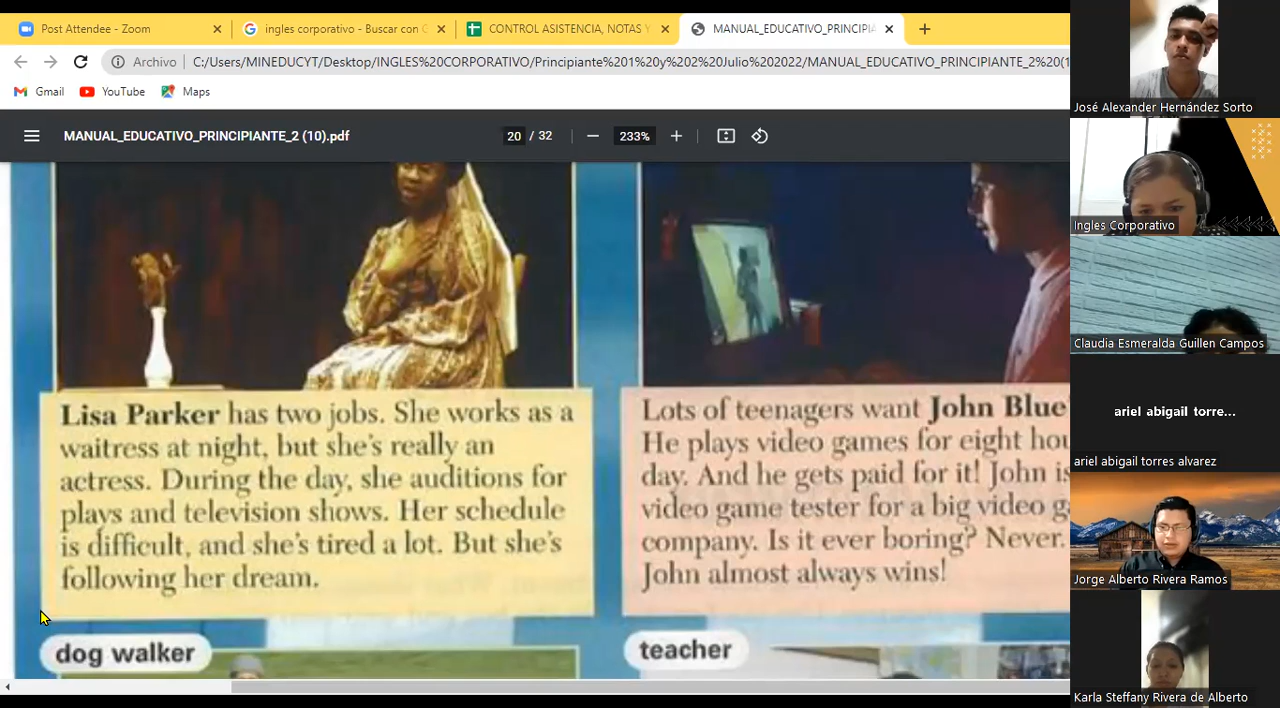 Post Attendee - Zoom
ingles corporativo - Buscar con G
CONTROL ASISTENCIA, NOTAS Y
MANUAL_EDUCATIVO_PRINCIPIA
Archivo C:/Users/MINEDUCYT/Desktop/INGLES%20CORPORATIVO/Principiante%201%20y%202%20Julio%202022/MANUAL_EDUCATIVO_PRINCIPIANTE_2%20(1
Gmail YouTube Maps
MANUAL_EDUCATIVO_PRINCIPIANTE_2 (10).pdf 20 / 32 233%
Lisa Parker has two jobs. She works as a
waitress at night, but she's really an
actress. During the day, she auditions for
plays and television shows. Her schedule
is difficult, and she's tired a lot. But she's
following her dream.
Lots of teenagers want John Blue'
He plays video games for eight hou
day. And he gets paid for it! John is
video game tester for a big video g
company. Is it ever boring? Never.
John almost always wins!
dog walker
teacher
José Alexander Hernández Sorto
Ingles Corporativo
Claudia Esmeralda Guillen Campos
ariel abigail torre...
ariel abigail torres alvarez
Jorge Alberto Rivera Ramos
Karla Steffany Rivera de Alberto